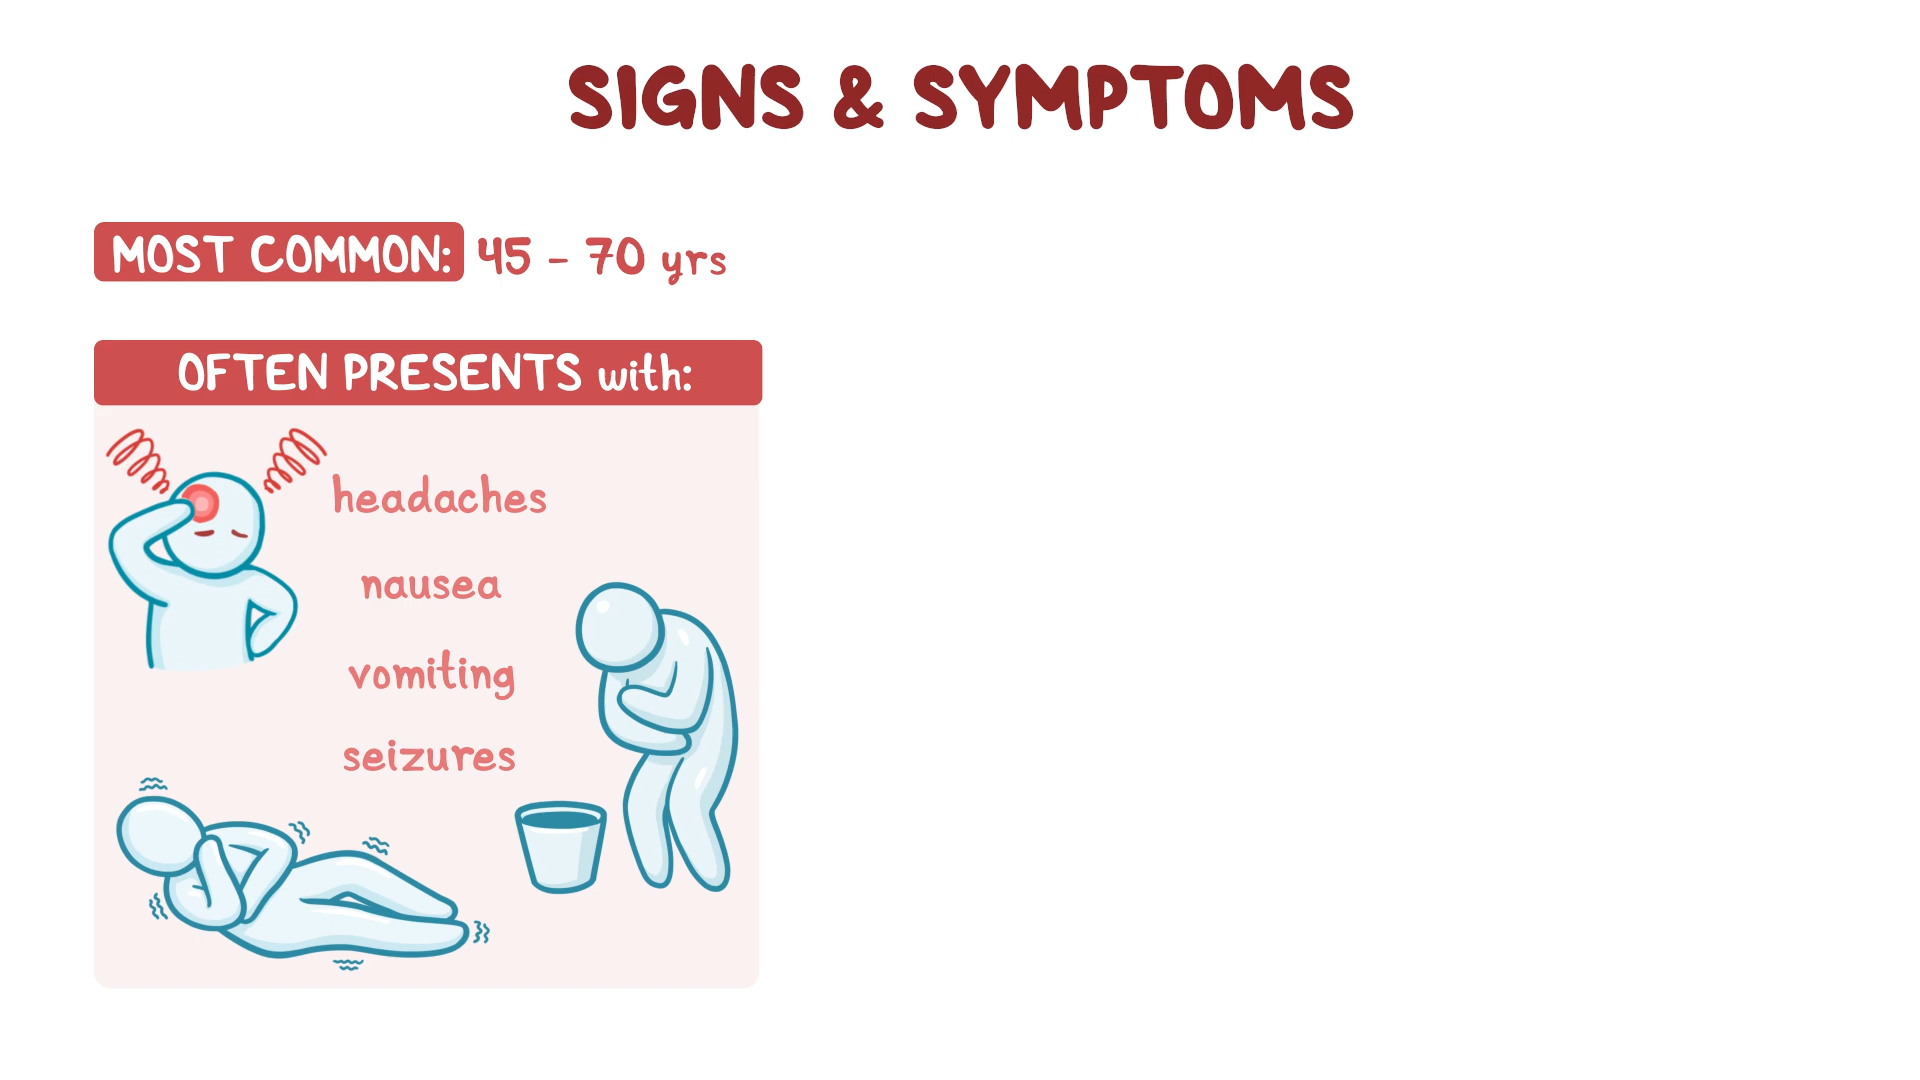 SIGNS & SYMPTOMS
MOST COMMON: 45 - 70 yrs
OFTEN PRESENTS with:
headaches
nausea
vomiting
seizures